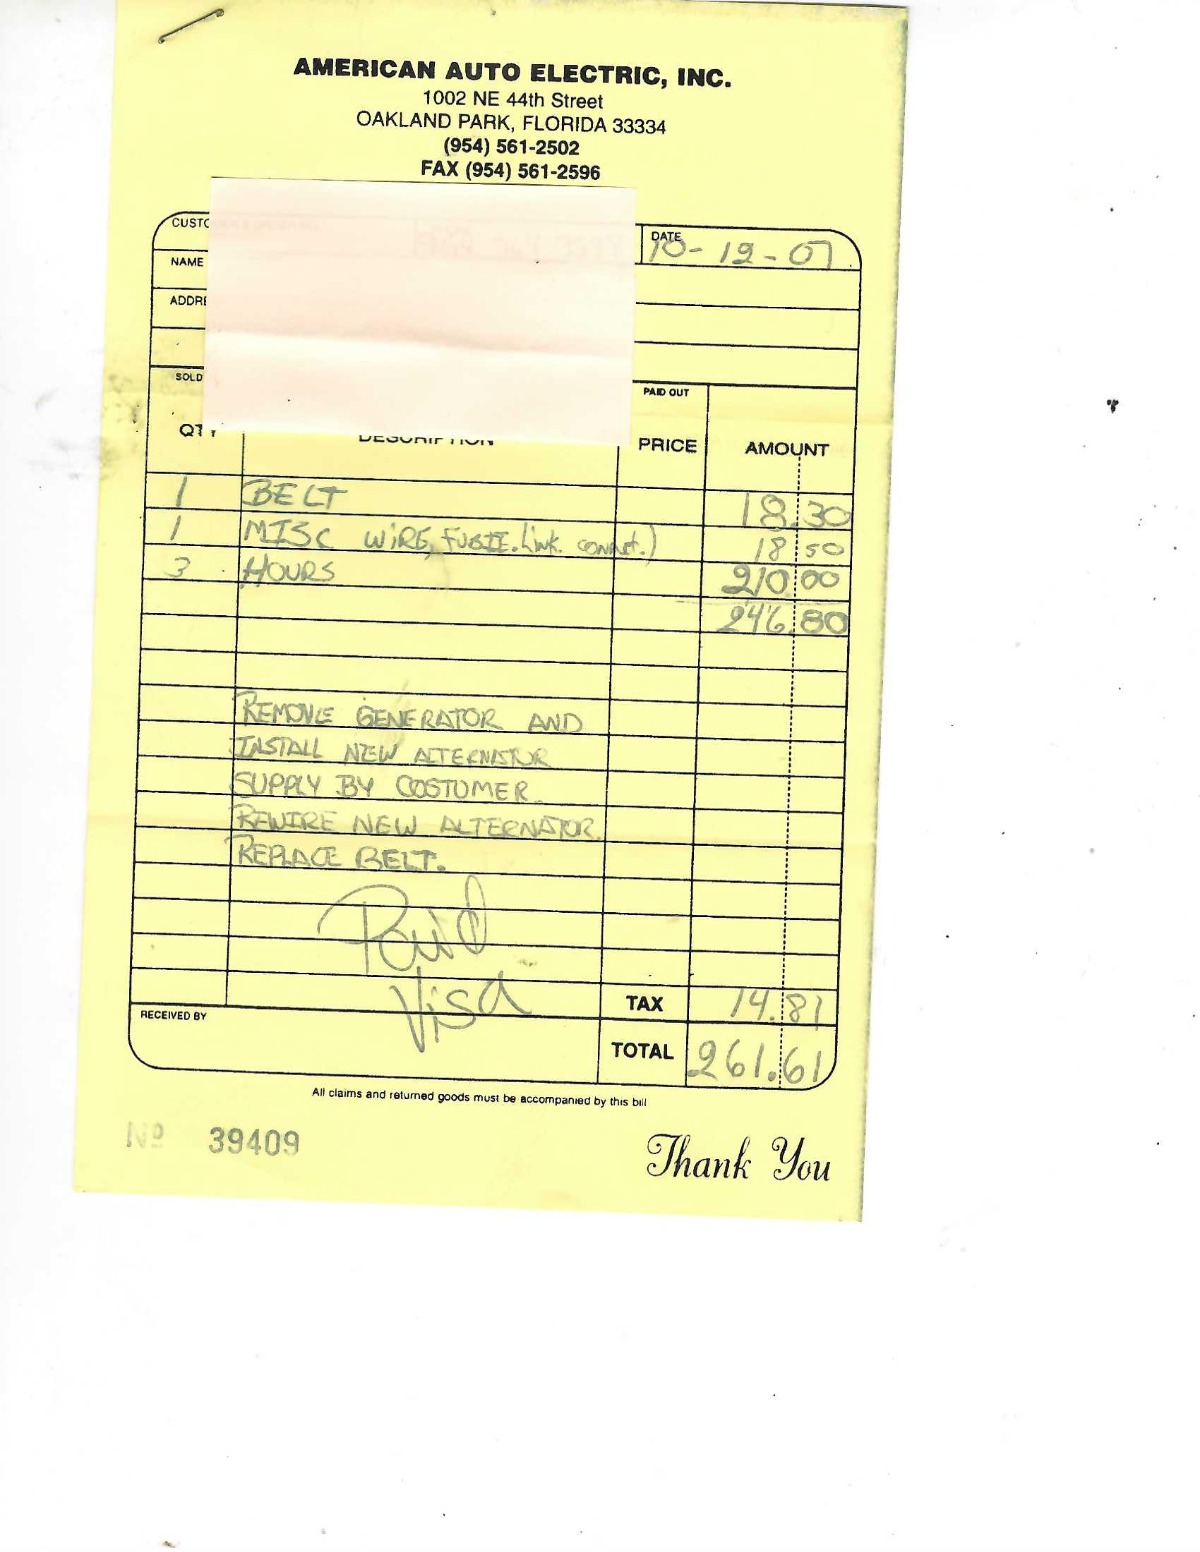 AMERICAN AUTO ELECTRIC, INC.
1002 NE 44th Street
OAKLAND PARK, FLORIDA 33334
(954) 561-2502
FAX (954) 561-2596
DATE 10-12-07
NAME
SOLD PAID OUT
QTY DESCRIPTION PRICE AMOUNT
1 BELT 18.30
1 MISC WIRE, Link. 18 50
3 HOURS 210.00
246.80
REMOVE GENERATOR AND
INSTALL NEW ALTERNATOR
SUPPLY BY COSTUMER
REWIRE NEW ALTERNATOR.
REPLACE BELT.
Paid
Visa
TAX 14.81
RECEIVED BY
TOTAL 261.61
All claims and returned goods must be accompanied by this bill
Nº 39409
Thank You